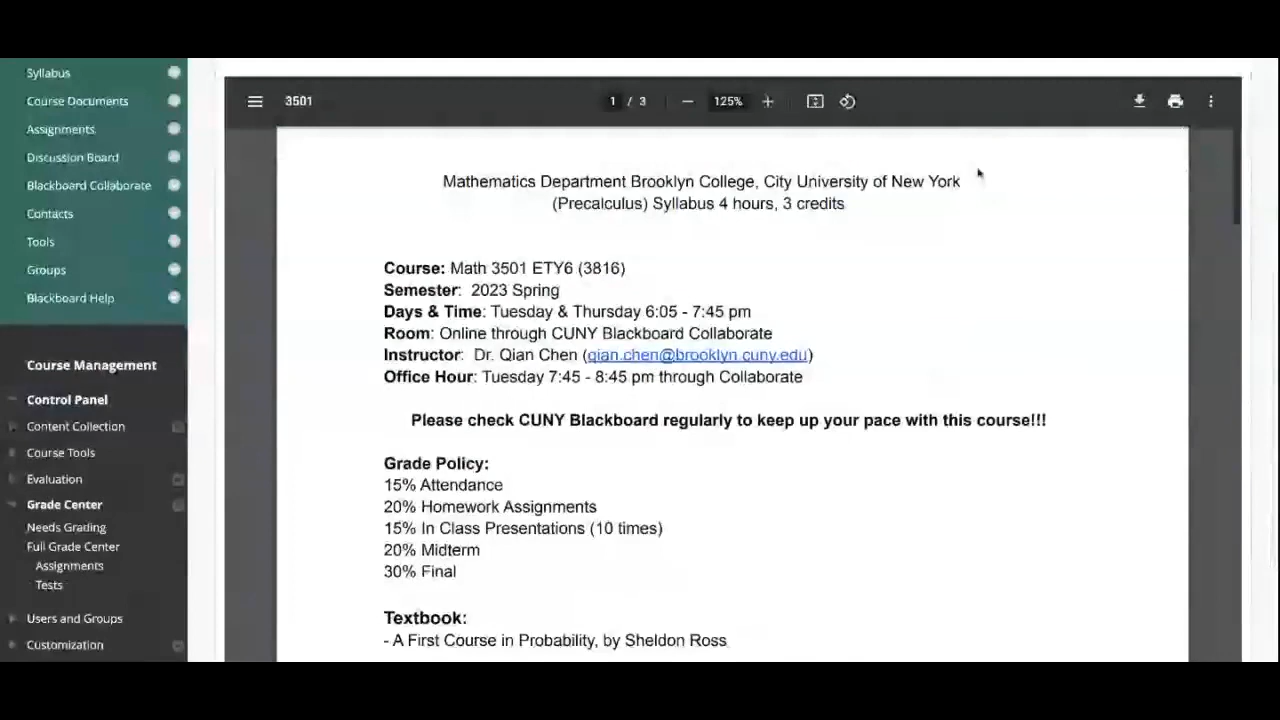 Syllabus
Course Documents
Assignments
Discussion Board
Blackboard Collaborate
Contacts
Tools
Groups
Blackboard Help
Course Management
Control Panel
Content Collection
Course Tools
Evaluation
Grade Center
Needs Grading
Full Grade Center
Assignments
Tests
Users and Groups
Customization
3501
1 / 3
125%
Mathematics Department Brooklyn College, City University of New York
(Precalculus) Syllabus 4 hours, 3 credits
Course: Math 3501 ETY6 (3816)
Semester: 2023 Spring
Days & Time: Tuesday & Thursday 6:05 - 7:45 pm
Room: Online through CUNY Blackboard Collaborate
Instructor: Dr. Qian Chen (qian.chen@brooklyn.cuny.edu)
Office Hour: Tuesday 7:45 - 8:45 pm through Collaborate
Please check CUNY Blackboard regularly to keep up your pace with this course!!!
Grade Policy:
15% Attendance
20% Homework Assignments
15% In Class Presentations (10 times)
20% Midterm
30% Final
Textbook:
- A First Course in Probability, by Sheldon Ross